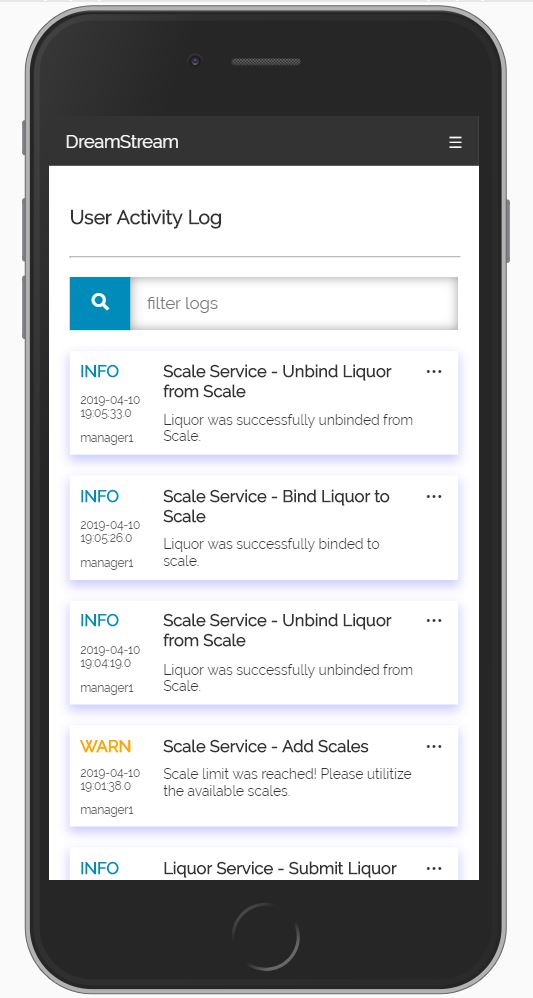 DreamStream
User Activity Log
filter logs
INFO
2019-04-10
19:05:33.0
manager1
Scale Service - Unbind Liquor
from Scale
Liquor was successfully unbinded from
Scale.
INFO
2019-04-10
19:05:26.0
manager1
Scale Service - Bind Liquor to
Scale
Liquor was successfully binded to
scale.
INFO
2019-04-10
19:04:19.0
manager1
Scale Service - Unbind Liquor
from Scale
Liquor was successfully unbinded from
Scale.
WARN
2019-04-10
19:01:38.0
manager1
Scale Service - Add Scales
Scale limit was reached! Please utilitize
the available scales.
INFO
Liquor Service - Submit Liquor